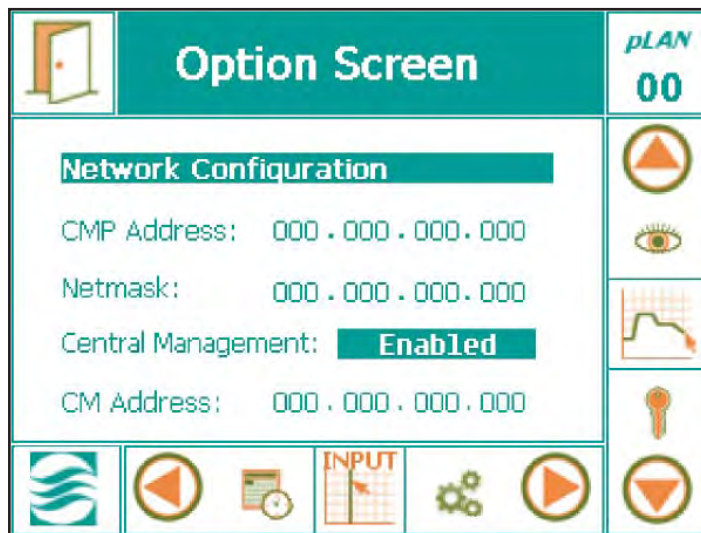 Option Screen
pLAN
00
Network Configuration
CMP Address: 000.000.000.000
Netmask: 000.000.000.000
Central Management: Enabled
CM Address: 000.000.000.000
INPUT